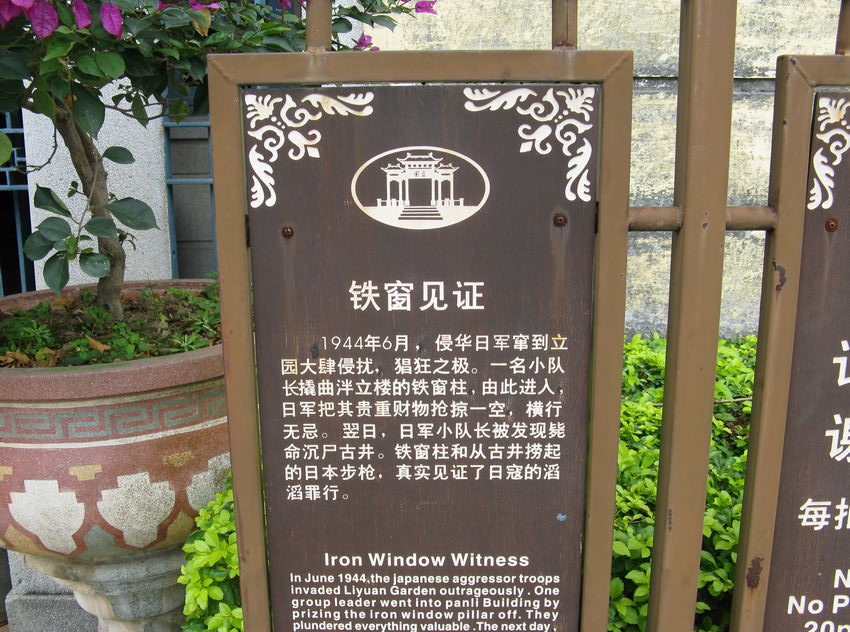 立园
铁窗见证
1944年6月，侵华日军窜到立
园大肆侵扰，猖狂之极。一名小队
长撬曲泮立楼的铁窗柱，由此进入，
日军把其贵重财物抢掠一空，横行
无忌。翌日，日军小队长被发现毙
命沉尸古井。铁窗柱和从古井捞起
的日本步枪，真实见证了日寇的滔
滔罪行。
Iron Window Witness
In June 1944,the japanese aggressor troops
invaded Liyuan Garden outrageously . One
group leader went into panli Building by
prizing the iron window pillar off. They
plundered everything valuable .The next day ,
谢
每拍
No P
20m